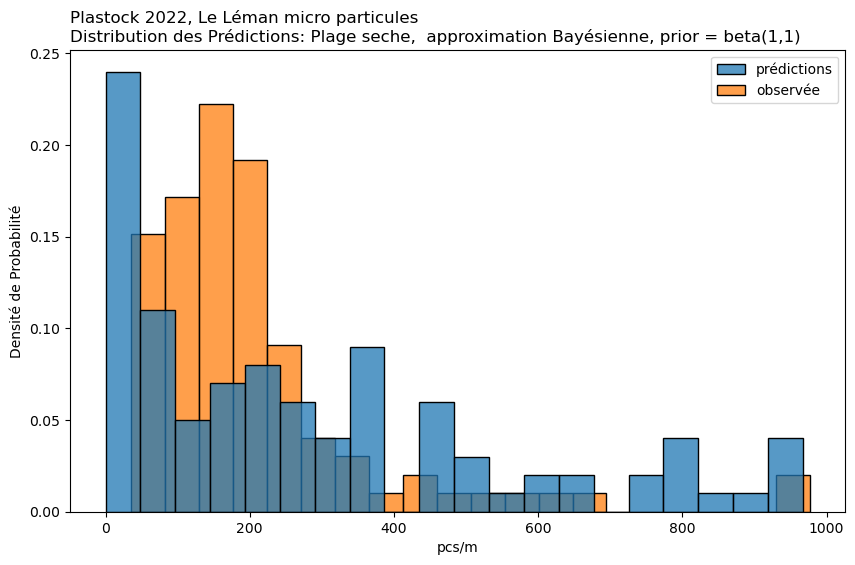 Plastock 2022, Le Léman micro particules
Distribution des Prédictions: Plage seche,  approximation Bayésienne, prior = beta(1,1)
prédictions
observée
Densité de Probabilité
0.25
0.20
0.15
0.10
0.05
0.00
0
200
400
600
800
1000
pcs/m